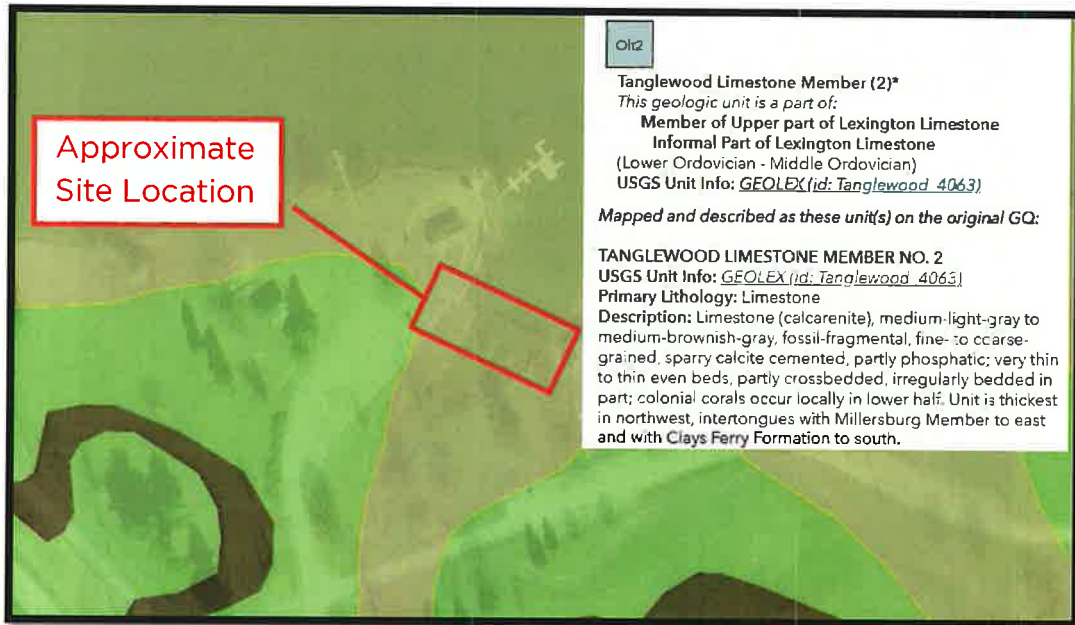 Approximate
Site Location
Olt2
Tanglewood Limestone Member (2)*
This geologic unit is a part of:
Member of Upper part of Lexington Limestone
Informal Part of Lexington Limestone
(Lower Ordovician - Middle Ordovician)
USGS Unit Info: GEOLEX (id: Tanglewood_4063)
Mapped and described as these unit(s) on the original GQ:
TANGLEWOOD LIMESTONE MEMBER NO. 2
USGS Unit Info: GEOLEX (id: Tanglewood_4063)
Primary Lithology: Limestone
Description: Limestone (calcarenite), medium-light-gray to
medium-brownish-gray, fossil-fragmental, fine- to coarse-
grained, sparry calcite cemented, partly phosphatic; very thin
to thin even beds, partly crossbedded, irregularly bedded in
part; colonial corals occur locally in lower half. Unit is thickest
in northwest, intertongues with Millersburg Member to east
and with Clays Ferry Formation to south.